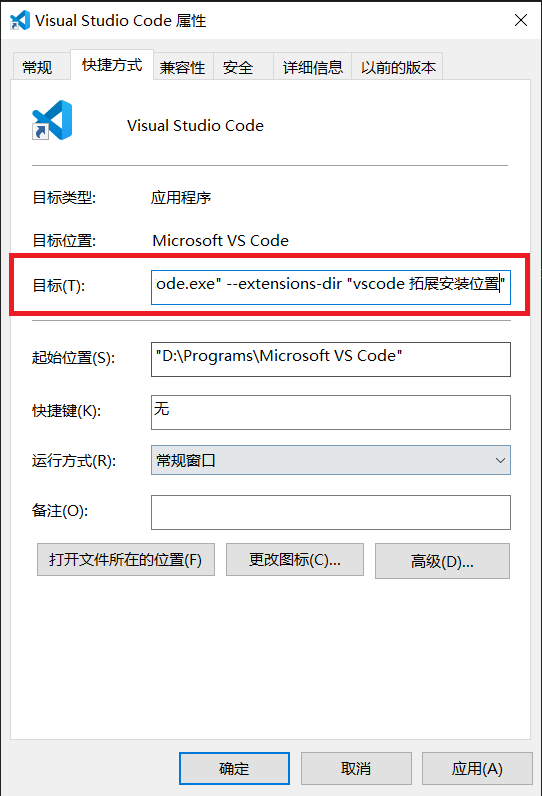 Visual Studio Code 属性
常规 快捷方式 兼容性 安全 详细信息 以前的版本
Visual Studio Code
目标类型: 应用程序
目标位置: Microsoft VS Code
目标(T): ode.exe" --extensions-dir "vscode 拓展安装位置"
起始位置(S): "D:\Programs\Microsoft VS Code"
快捷键(K): 无
运行方式(R): 常规窗口
备注(O):
打开文件所在的位置(F) 更改图标(C)... 高级(D)...
确定 取消 应用(A)